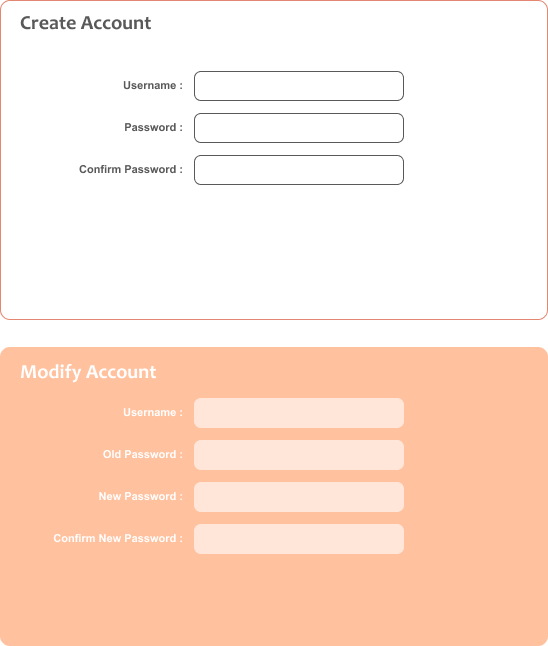 Create Account
Username :
Password :
Confirm Password :
Modify Account
Username :
Old Password :
New Password :
Confirm New Password :